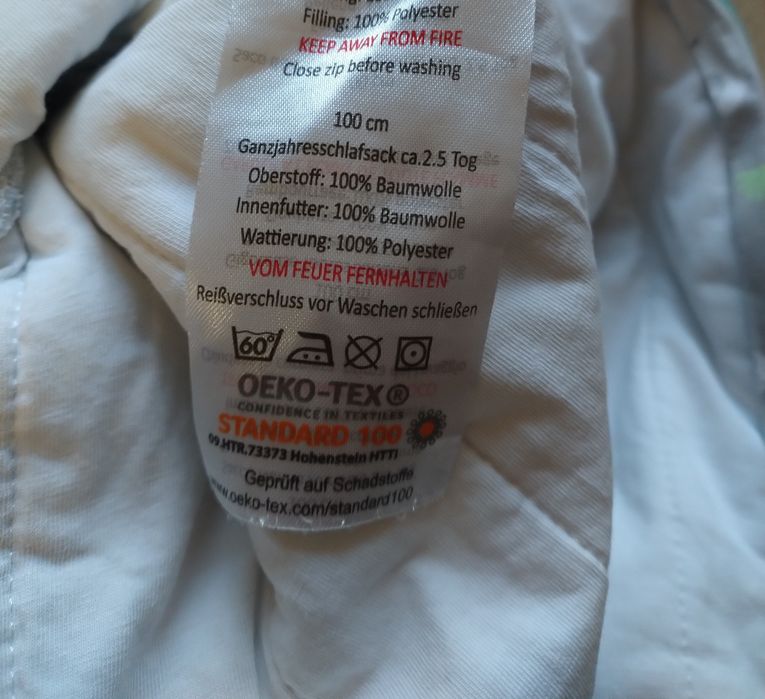 Filling: 100% Polyester
KEEP AWAY FROM FIRE
Close zip before washing
100 cm
Ganzjahresschlafsack ca.2.5 Tog
Oberstoff: 100% Baumwolle
Innenfutter: 100% Baumwolle
Wattierung: 100% Polyester
VOM FEUER FERNHALTEN
Reißverschluss vor Waschen schließen
60°
OEKO-TEX®
CONFIDENCE IN TEXTILES
STANDARD 100
09.HTR.73373 Hohenstein HTTI
Geprüft auf Schadstoffe
www.oeko-tex.com/standard100